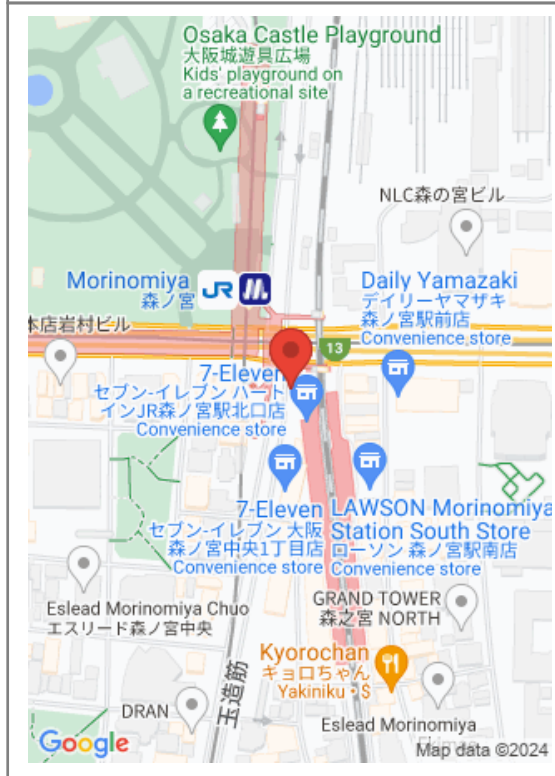 Osaka Castle Playground
大阪城遊具広場
Kids' playground on
a recreational site
NLC森の宮ビル
Morinomiya
森ノ宮
JR
Daily Yamazaki
デイリーヤマザキ
森ノ宮駅前店
Convenience store
本店岩村ビル
13
7-Eleven
セブン-イレブン ハート
インJR森ノ宮駅北口店
Convenience store
7-Eleven
セブン-イレブン 大阪
森ノ宮中央1丁目店
Convenience store
LAWSON Morinomiya
Station South Store
ローソン 森ノ宮駅南店
Convenience store
Eslead Morinomiya Chuo
エスリード森ノ宮中央
GRAND TOWER
森之宮 NORTH
Kyorochan
キョロちゃん
Yakiniku • $
玉造筋
DRAN
Eslead Morinomiya
Google
Map data ©2024